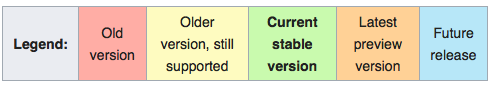 Legend:
Old
version
Older
version, still
supported
Current
stable
version
Latest
preview
version
Future
release